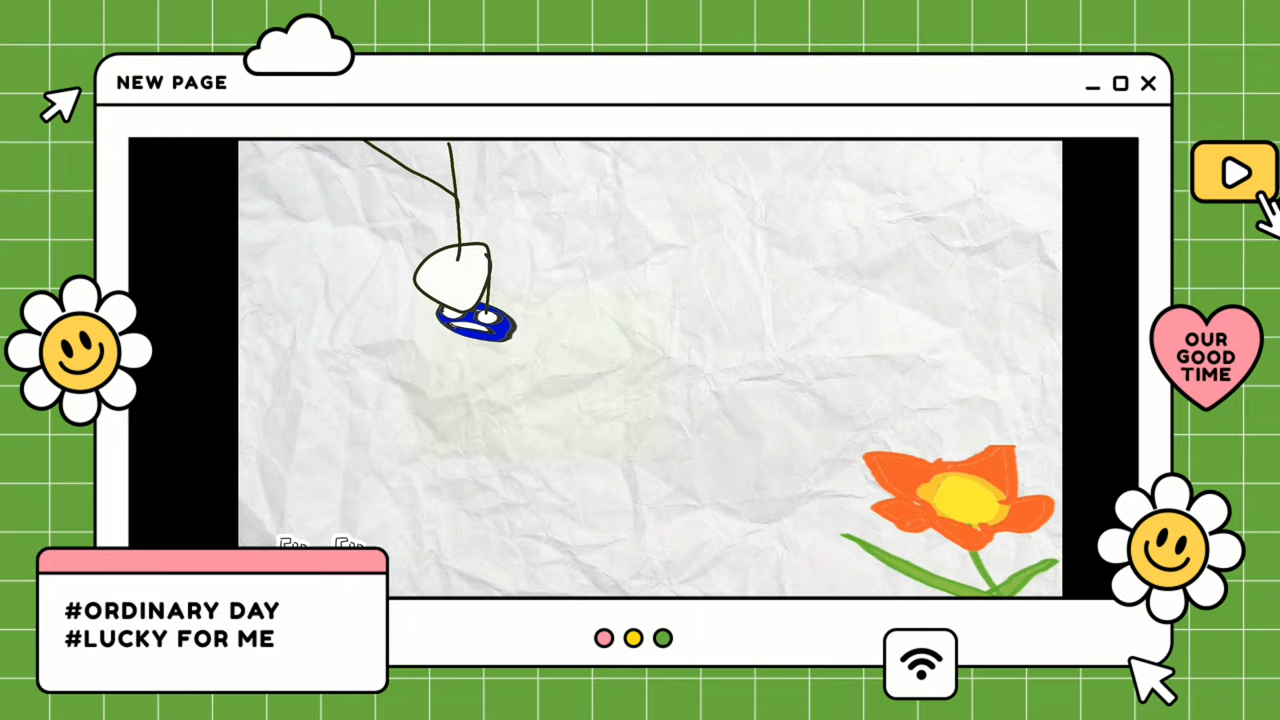 NEW PAGE
OUR
GOOD
TIME
#ORDINARY DAY
#LUCKY FOR ME